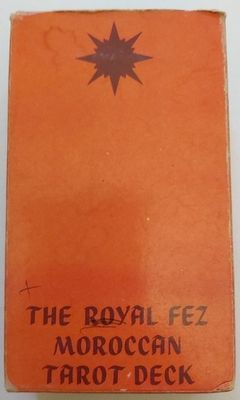 THE ROYAL FEZ
MOROCCAN
TAROT DECK